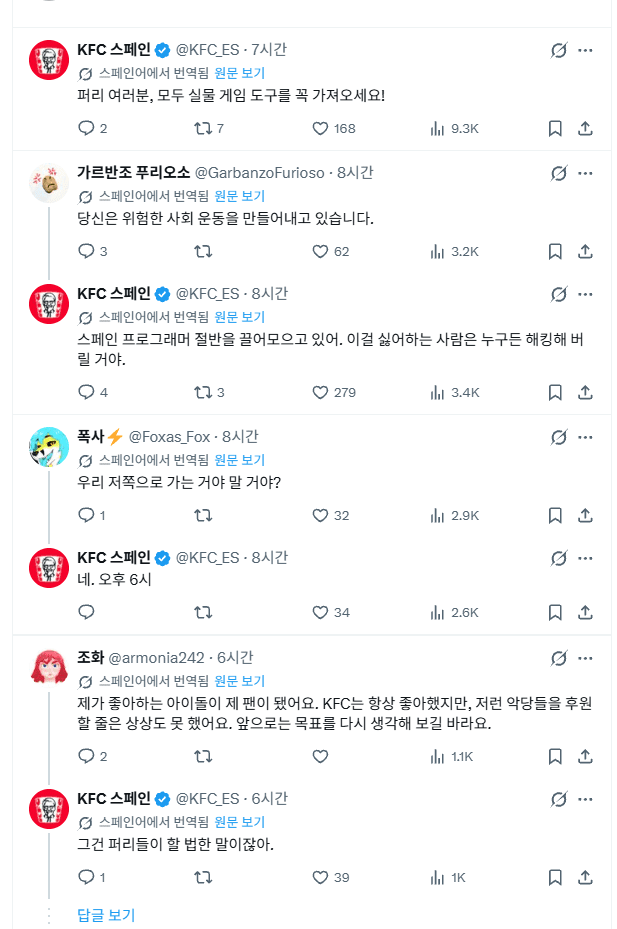 KFC 스페인 @KFC_ES · 7시간
스페인어에서 번역됨 원문 보기
퍼리 여러분, 모두 실물 게임 도구를 꼭 가져오세요!
2 7 168 9.3K
가르반조 푸리오소 @GarbanzoFurioso · 8시간
스페인어에서 번역됨 원문 보기
당신은 위험한 사회 운동을 만들어내고 있습니다.
3 62 3.2K
KFC 스페인 @KFC_ES · 8시간
스페인어에서 번역됨 원문 보기
스페인 프로그래머 절반을 끌어모으고 있어. 이걸 싫어하는 사람은 누구든 해킹해 버
릴 거야.
4 3 279 3.4K
폭사⚡ @Foxas_Fox · 8시간
스페인어에서 번역됨 원문 보기
우리 저쪽으로 가는 거야 말 거야?
1 32 2.9K
KFC 스페인 @KFC_ES · 8시간
네. 오후 6시
34 2.6K
조화 @armonia242 · 6시간
스페인어에서 번역됨 원문 보기
제가 좋아하는 아이돌이 제 팬이 됐어요. KFC는 항상 좋아했지만, 저런 악당들을 후원
할 줄은 상상도 못 했어요. 앞으로는 목표를 다시 생각해 보길 바라요.
2 1.1K
KFC 스페인 @KFC_ES · 6시간
스페인어에서 번역됨 원문 보기
그건 퍼리들이 할 법한 말이잖아.
1 39 1K
답글 보기